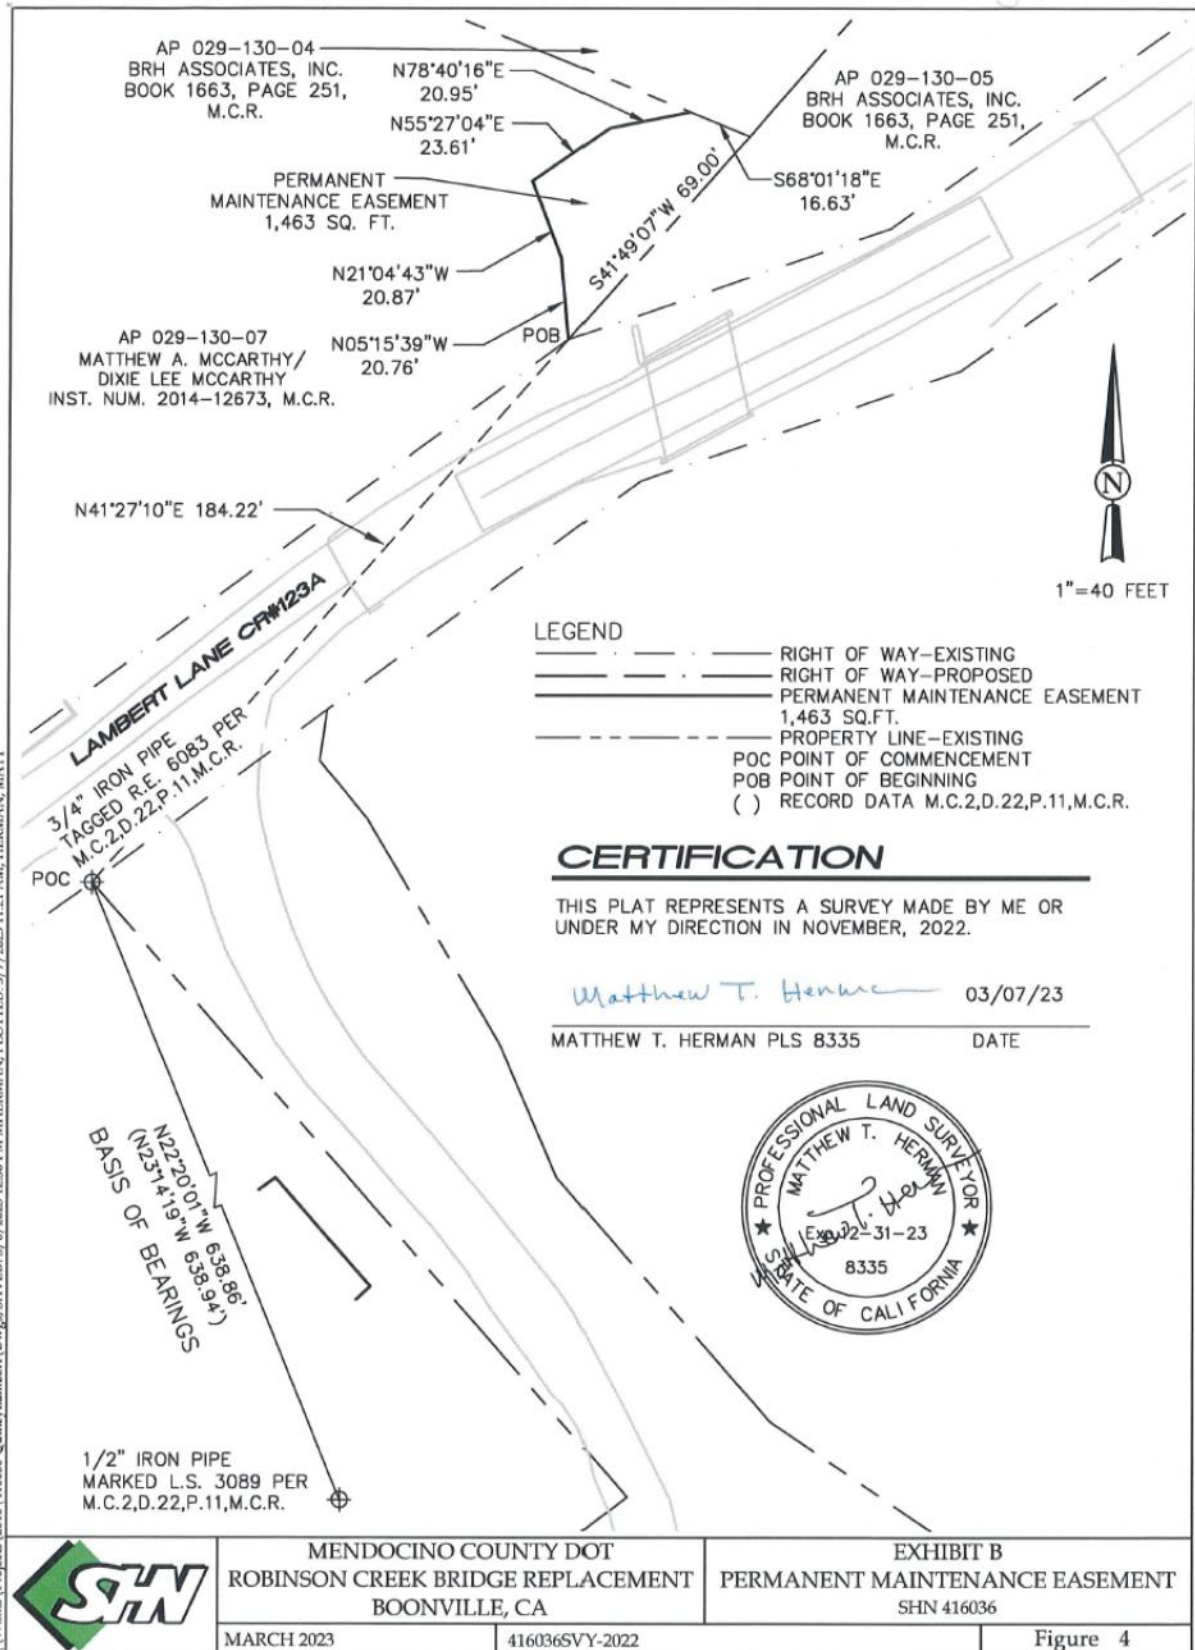 AP 029-130-04
BRH ASSOCIATES, INC.
BOOK 1663, PAGE 251,
M.C.R.
N78°40'16"E
20.95'
N55°27'04"E
23.61'
AP 029-130-05
BRH ASSOCIATES, INC.
BOOK 1663, PAGE 251,
M.C.R.
PERMANENT
MAINTENANCE EASEMENT
1,463 SQ. FT.
S68°01'18"E
16.63'
S41°49'07"W 69.00'
N21°04'43"W
20.87'
POB
N05°15'39"W
20.76'
AP 029-130-07
MATTHEW A. MCCARTHY/
DIXIE LEE MCCARTHY
INST. NUM. 2014-12673, M.C.R.
N41°27'10"E 184.22'
N
1"=40 FEET
LAMBERT LANE CR#123A
3/4" IRON PIPE
TAGGED R.E. 6083 PER
M.C.2,D.22,P.11,M.C.R.
POC
LEGEND
RIGHT OF WAY-EXISTING
RIGHT OF WAY-PROPOSED
PERMANENT MAINTENANCE EASEMENT
1,463 SQ.FT.
PROPERTY LINE-EXISTING
POC POINT OF COMMENCEMENT
POB POINT OF BEGINNING
( ) RECORD DATA M.C.2,D.22,P.11,M.C.R.
CERTIFICATION
THIS PLAT REPRESENTS A SURVEY MADE BY ME OR
UNDER MY DIRECTION IN NOVEMBER, 2022.
Matthew T. Herman 03/07/23
MATTHEW T. HERMAN PLS 8335 DATE
PROFESSIONAL LAND SURVEYOR
MATTHEW T. HERMAN
Exp. 12-31-23
8335
STATE OF CALIFORNIA
N22°20'01"W 638.86'
(N23°14'19"W 638.94')
BASIS OF BEARINGS
1/2" IRON PIPE
MARKED L.S. 3089 PER
M.C.2,D.22,P.11,M.C.R.
SHN
MENDOCINO COUNTY DOT
ROBINSON CREEK BRIDGE REPLACEMENT
BOONVILLE, CA
EXHIBIT B
PERMANENT MAINTENANCE EASEMENT
SHN 416036
MARCH 2023
416036SVY-2022
Figure 4